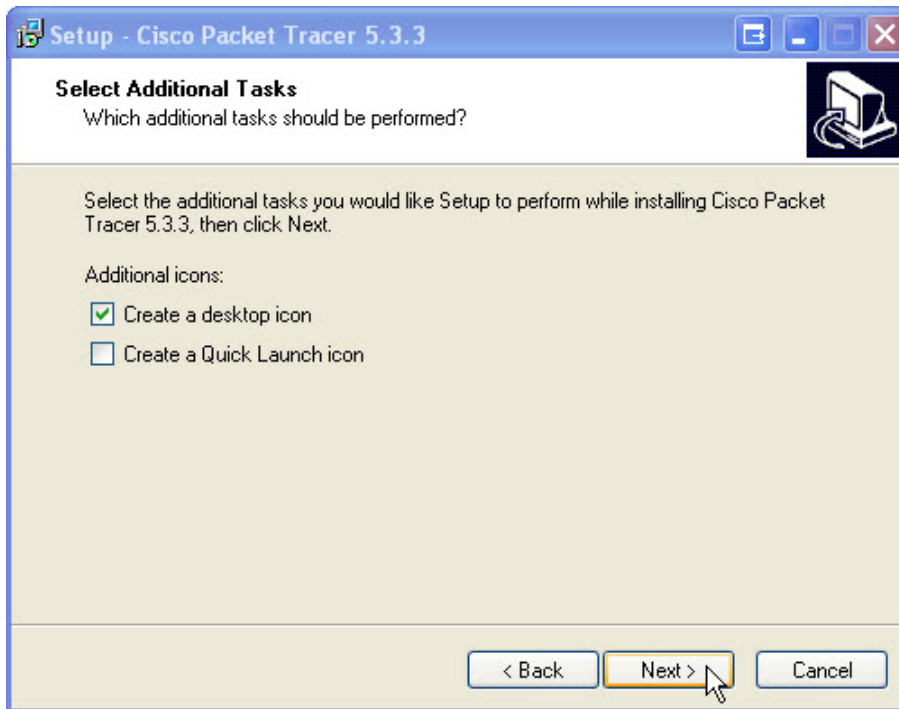 Setup - Cisco Packet Tracer 5.3.3
Select Additional Tasks
Which additional tasks should be performed?
Select the additional tasks you would like Setup to perform while installing Cisco Packet
Tracer 5.3.3, then click Next.
Additional icons:
Create a desktop icon
Create a Quick Launch icon
< Back
Next >
Cancel